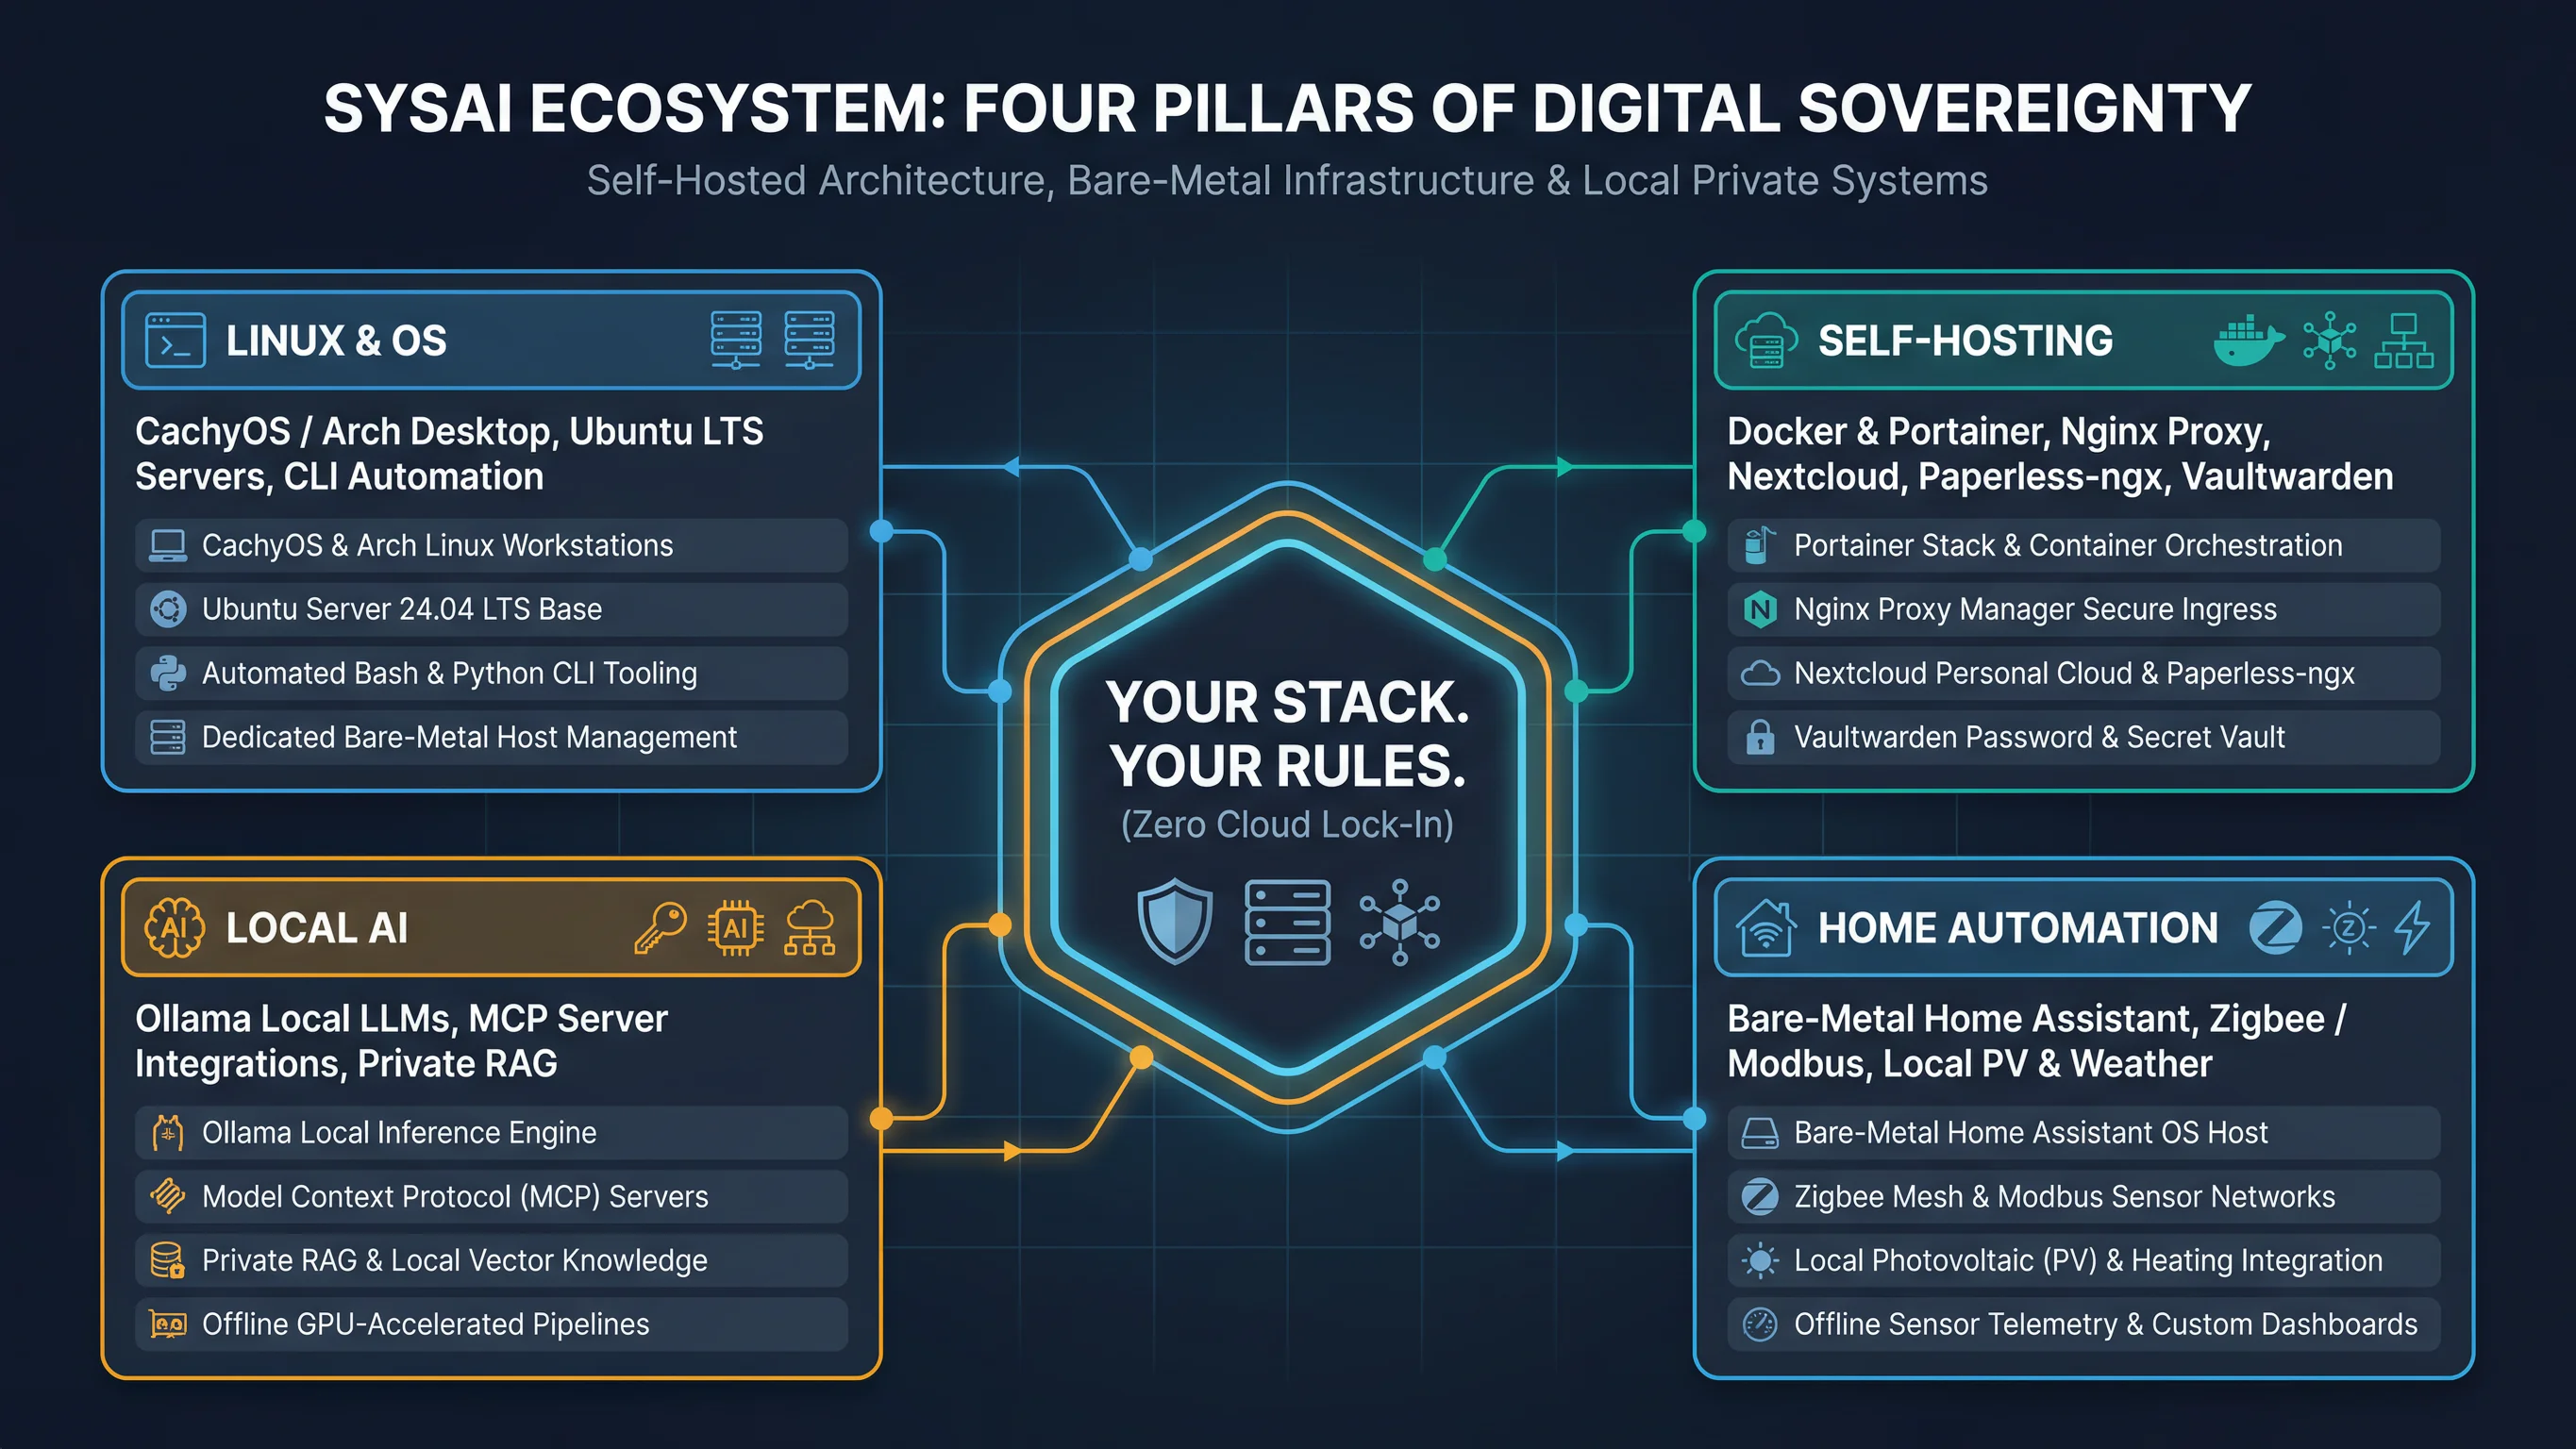 SYSAI ECOSYSTEM: FOUR PILLARS OF DIGITAL SOVEREIGNTY
Self-Hosted Architecture, Bare-Metal Infrastructure & Local Private Systems
LINUX & OS
CachyOS / Arch Desktop, Ubuntu LTS
Servers, CLI Automation
CachyOS & Arch Linux Workstations
Ubuntu Server 24.04 LTS Base
Automated Bash & Python CLI Tooling
Dedicated Bare-Metal Host Management
SELF-HOSTING
Docker & Portainer, Nginx Proxy,
Nextcloud, Paperless-ngx, Vaultwarden
Portainer Stack & Container Orchestration
N
Nginx Proxy Manager Secure Ingress
Nextcloud Personal Cloud & Paperless-ngx
Vaultwarden Password & Secret Vault
YOUR STACK.
YOUR RULES.
(Zero Cloud Lock-In)
AI
LOCAL AI
AI
Ollama Local LLMs, MCP Server
Integrations, Private RAG
Ollama Local Inference Engine
Model Context Protocol (MCP) Servers
Private RAG & Local Vector Knowledge
Offline GPU-Accelerated Pipelines
HOME AUTOMATION
Z
Bare-Metal Home Assistant, Zigbee /
Modbus, Local PV & Weather
Bare-Metal Home Assistant OS Host
Zigbee Mesh & Modbus Sensor Networks
Local Photovoltaic (PV) & Heating Integration
Offline Sensor Telemetry & Custom Dashboards